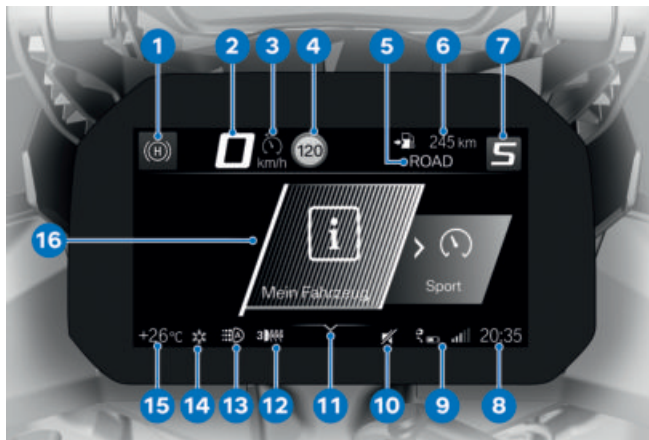 1 2 3 4 5 6 7
(H) 0 km/h 120 245 km S
ROAD
16
i
Mein Fahrzeug
Sport
+26°C A 3 20:35
15 14 13 12 11 10 9 8